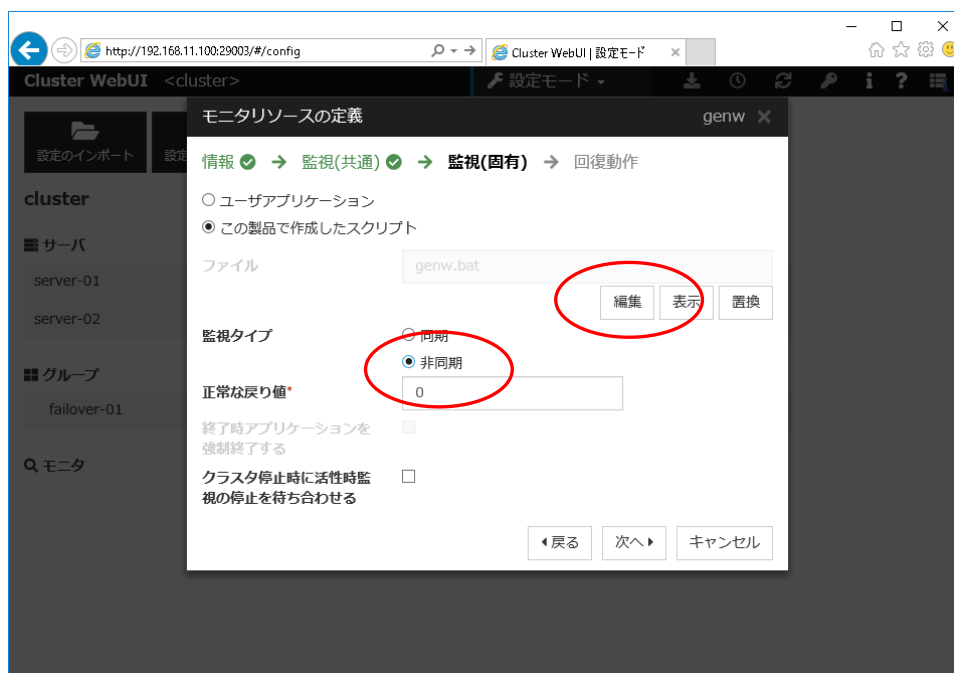 http://192.168.11.100:29003/#/config
Cluster WebUI | 設定モード
Cluster WebUI <cluster>
設定モード
モニタリソースの定義
genw
設定のインポート
設定
情報 → 監視(共通) → 監視(固有) → 回復動作
cluster
ユーザアプリケーション
この製品で作成したスクリプト
サーバ
ファイル
genw.bat
server-01
編集
表示
置換
server-02
監視タイプ
同期
非同期
グループ
正常な戻り値*
0
failover-01
終了時アプリケーションを
強制終了する
モニタ
クラスタ停止時に活性時監
視の停止を待ち合わせる
戻る
次へ
キャンセル